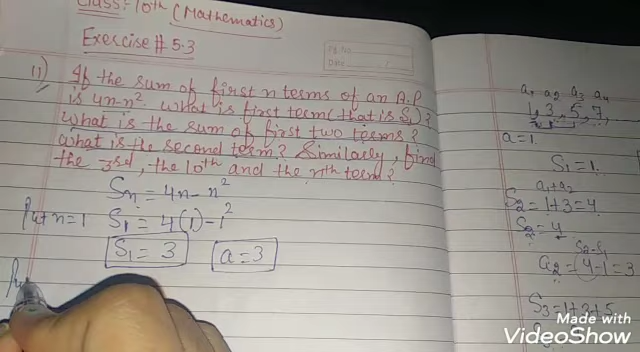 Class: 10th (Mathematics)
Exercise # 5.3
11) If the sum of first n terms of an A.P
is 4n-n². what is first term (that is S₁)?
what is the sum of first two terms?
what is the second term? Similarly, find
the 3rd, the 10th and the nth term?
Sₙ = 4n - n²
Put n=1 S₁ = 4(1) - 1²
S₁ = 3 a=3
Pu
a₁ a₂ a₃ a₄
1, 3, 5, 7,
a=1.
S₁ = 1.
a₁+a₂
S₂ = 1+3 = 4.
S₂ = 4
S₂-S₁
a₂ = 4-1 = 3
S₃ = 1+3+5
Made with
VideoShow